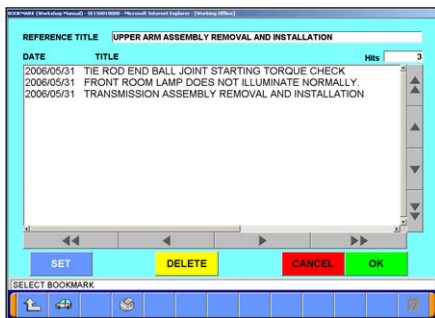 BOOKMARK (Workshop Manual) - SE1S0010000 - Microsoft Internet Explorer - [Working Offline]
REFERENCE TITLE UPPER ARM ASSEMBLY REMOVAL AND INSTALLATION
DATE TITLE Hits 3
2006/05/31 TIE ROD END BALL JOINT STARTING TORQUE CHECK
2006/05/31 FRONT ROOM LAMP DOES NOT ILLUMINATE NORMALLY.
2006/05/31 TRANSMISSION ASSEMBLY REMOVAL AND INSTALLATION
SET DELETE CANCEL OK
SELECT BOOKMARK